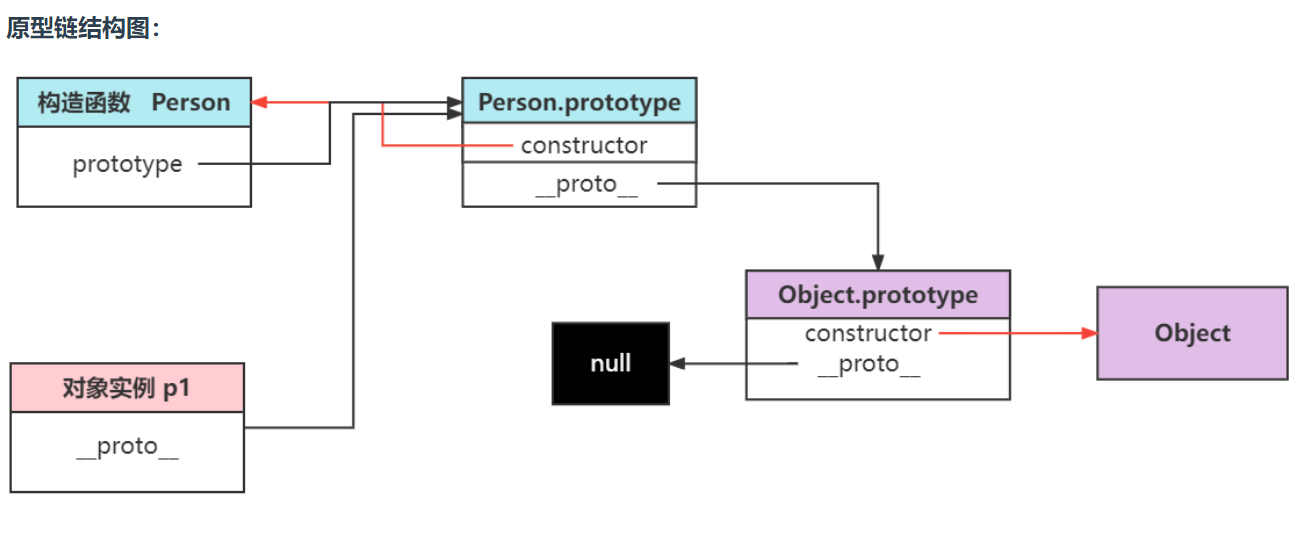 原型链结构图：
构造函数 Person
prototype
Person.prototype
constructor
__proto__
Object.prototype
constructor
__proto__
Object
null
对象实例 p1
__proto__